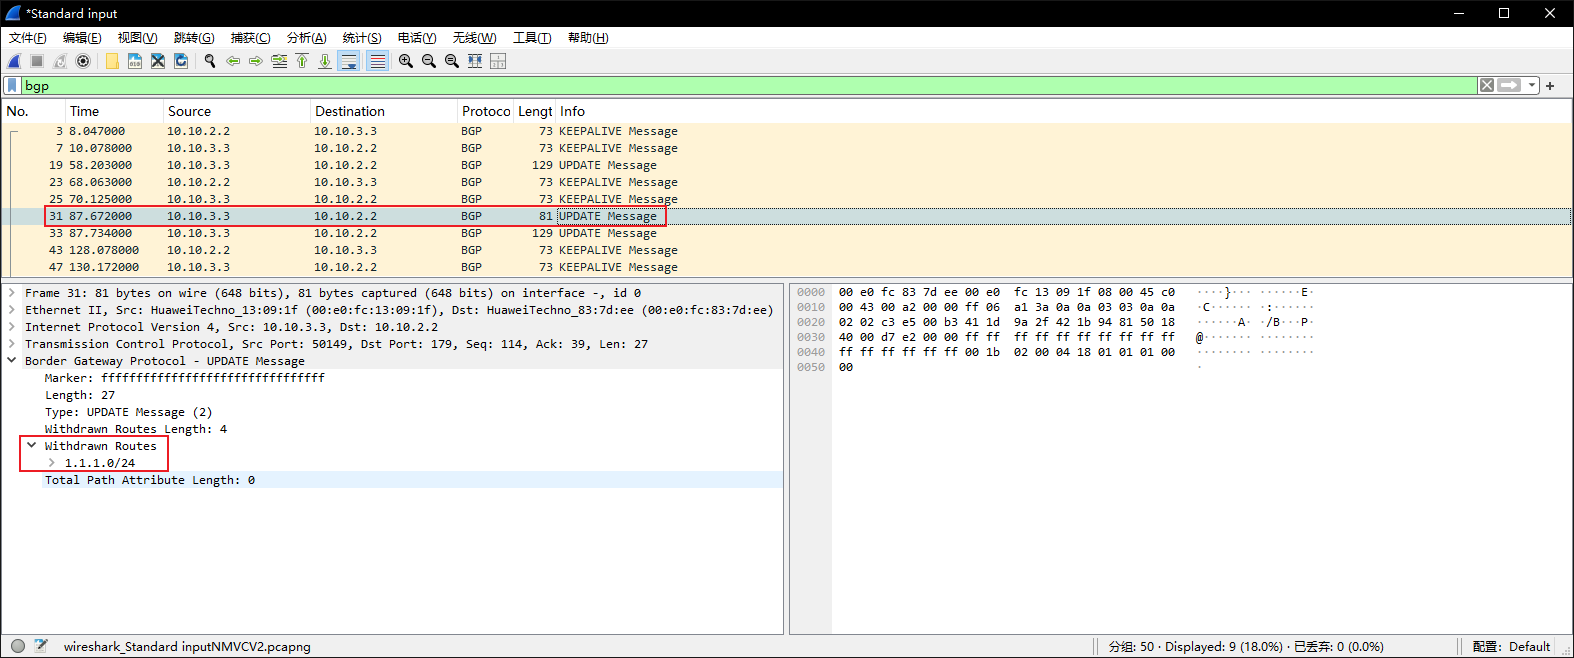 *Standard input
文件(F) 编辑(E) 视图(V) 跳转(G) 捕获(C) 分析(A) 统计(S) 电话(Y) 无线(W) 工具(T) 帮助(H)
bgp
No. Time Source Destination Protoco Lengt Info
3 8.047000 10.10.2.2 10.10.3.3 BGP 73 KEEPALIVE Message
7 10.078000 10.10.3.3 10.10.2.2 BGP 73 KEEPALIVE Message
19 58.203000 10.10.3.3 10.10.2.2 BGP 129 UPDATE Message
23 68.063000 10.10.2.2 10.10.3.3 BGP 73 KEEPALIVE Message
25 70.125000 10.10.3.3 10.10.2.2 BGP 73 KEEPALIVE Message
31 87.672000 10.10.3.3 10.10.2.2 BGP 81 UPDATE Message
33 87.734000 10.10.3.3 10.10.2.2 BGP 129 UPDATE Message
43 128.078000 10.10.2.2 10.10.3.3 BGP 73 KEEPALIVE Message
47 130.172000 10.10.3.3 10.10.2.2 BGP 73 KEEPALIVE Message
Frame 31: 81 bytes on wire (648 bits), 81 bytes captured (648 bits) on interface -, id 0
Ethernet II, Src: HuaweiTechno_13:09:1f (00:e0:fc:13:09:1f), Dst: HuaweiTechno_83:7d:ee (00:e0:fc:83:7d:ee)
Internet Protocol Version 4, Src: 10.10.3.3, Dst: 10.10.2.2
Transmission Control Protocol, Src Port: 50149, Dst Port: 179, Seq: 114, Ack: 39, Len: 27
Border Gateway Protocol - UPDATE Message
Marker: ffffffffffffffffffffffffffffffff
Length: 27
Type: UPDATE Message (2)
Withdrawn Routes Length: 4
Withdrawn Routes
1.1.1.0/24
Total Path Attribute Length: 0
0000 00 e0 fc 83 7d ee 00 e0 fc 13 09 1f 08 00 45 c0 ····}··· ······E·
0010 00 43 00 a2 00 00 ff 06 a1 3a 0a 0a 03 03 0a 0a ·C······ ·:······
0020 02 02 c3 e5 00 b3 41 1d 9a 2f 42 1b 94 81 50 18 ······A· ·/B···P·
0030 40 00 d7 e2 00 00 ff ff ff ff ff ff ff ff ff ff @······· ········
0040 ff ff ff ff ff ff 00 1b 02 00 04 18 01 01 01 00 ········ ········
0050 00 ·
wireshark_Standard inputNMVCV2.pcapng 分组: 50 · Displayed: 9 (18.0%) · 已丢弃: 0 (0.0%) 配置: Default